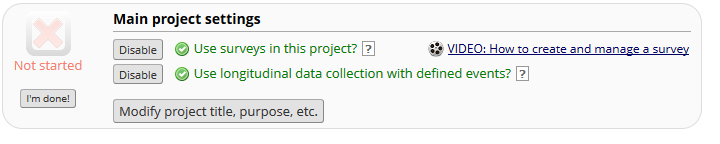 Main project settings
Disable Use surveys in this project? ? VIDEO: How to create and manage a survey
Not started
Disable Use longitudinal data collection with defined events? ?
I'm done!
Modify project title, purpose, etc.